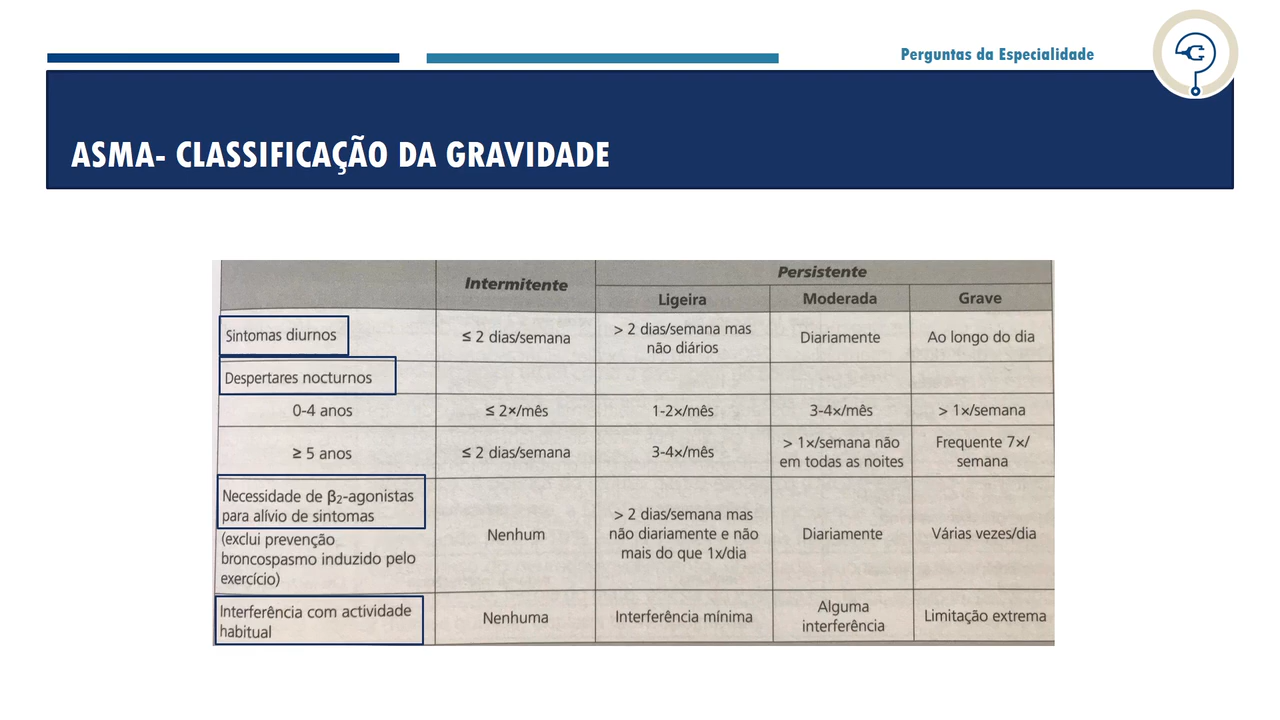 Perguntas da Especialidade
ASMA- CLASSIFICAÇÃO DA GRAVIDADE
Intermitente
Persistente
Ligeira
Moderada
Grave
Sintomas diurnos
≤ 2 dias/semana
> 2 dias/semana mas
não diários
Diariamente
Ao longo do dia
Despertares nocturnos
0-4 anos
≤ 2×/mês
1-2×/mês
3-4×/mês
> 1×/semana
≥ 5 anos
≤ 2 dias/semana
3-4×/mês
> 1×/semana não
em todas as noites
Frequente 7×/
semana
Necessidade de β₂-agonistas
para alívio de sintomas
(exclui prevenção
broncospasmo induzido pelo
exercício)
Nenhum
> 2 dias/semana mas
não diariamente e não
mais do que 1x/dia
Diariamente
Várias vezes/dia
Interferência com actividade
habitual
Nenhuma
Interferência mínima
Alguma
interferência
Limitação extrema